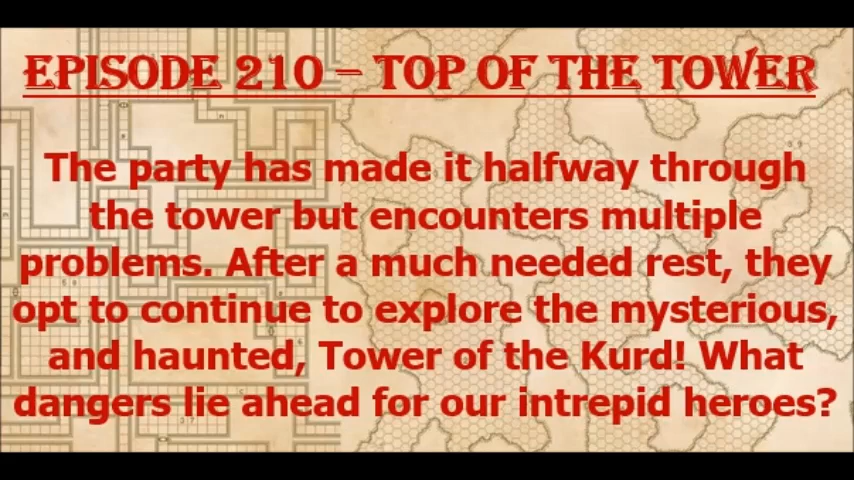 EPISODE 210 – TOP OF THE TOWER
The party has made it halfway through
the tower but encounters multiple
problems. After a much needed rest, they
opt to continue to explore the mysterious,
and haunted, Tower of the Kurd! What
dangers lie ahead for our intrepid heroes?